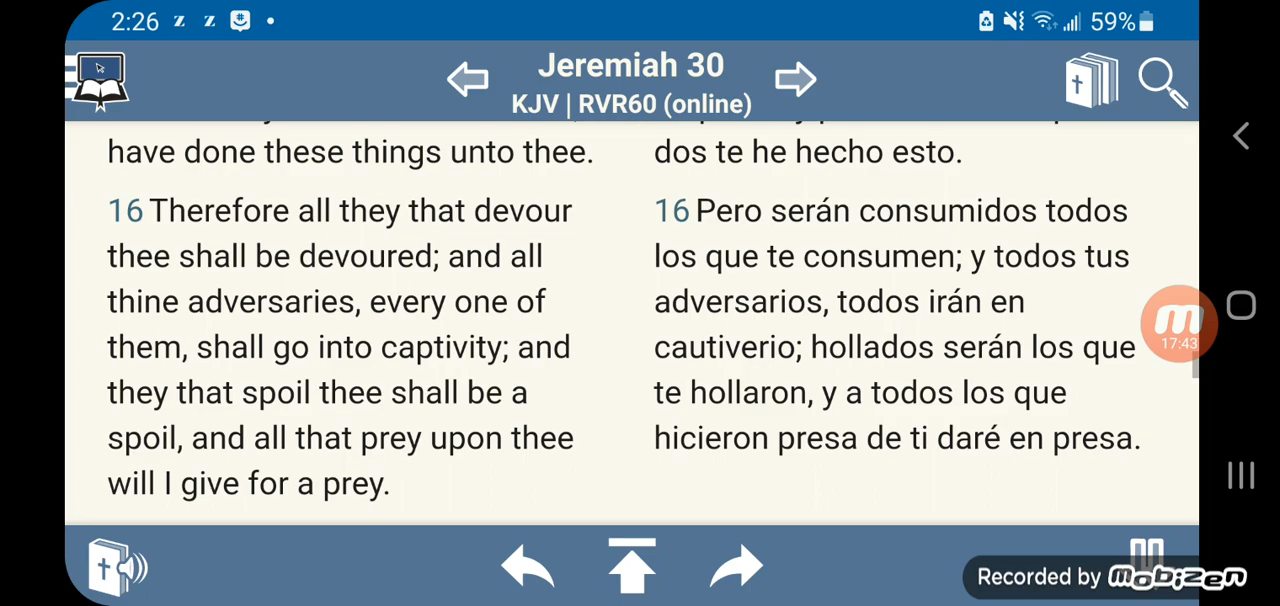 2:26 z z
59%
Jeremiah 30
KJV | RVR60 (online)
have done these things unto thee.
16 Therefore all they that devour
thee shall be devoured; and all
thine adversaries, every one of
them, shall go into captivity; and
they that spoil thee shall be a
spoil, and all that prey upon thee
will I give for a prey.
dos te he hecho esto.
16 Pero serán consumidos todos
los que te consumen; y todos tus
adversarios, todos irán en
cautiverio; hollados serán los que
te hollaron, y a todos los que
hicieron presa de ti daré en presa.
m
17:43
Recorded by Mobizen